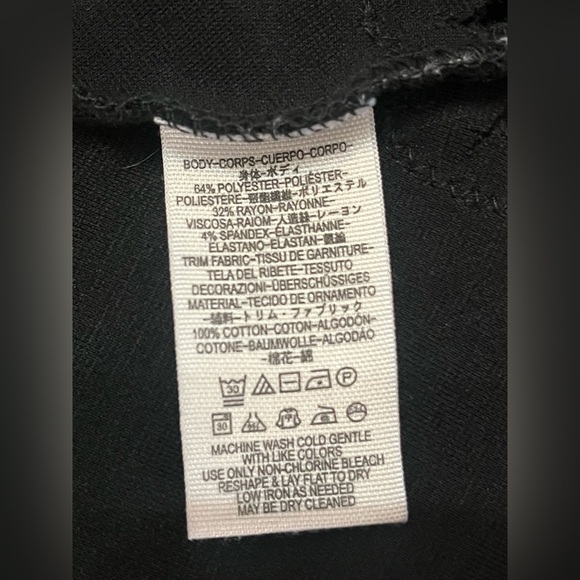 BODY-CORPS-CUERPO-CORPO-
身体-ボディ
64% POLYESTER-POLIÉSTER-
POLIESTERE-聚酯纖維-ポリエステル
32% RAYON-RAYONNE-
VISCOSA-RAIOM-人造絲-レーヨン
4% SPANDEX-ÉLASTHANNE-
ELASTANO-ELASTAN-
TRIM FABRIC-TISSU DE GARNITURE-
TELA DEL RIBETE-TESSUTO
DECORAZIONI-ÜBERSCHÜSSIGES
MATERIAL-TECIDO DE ORNAMENTO
-輔料-トリム・ファブリック
100% COTTON-COTON-ALGODÓN-
COTONE-BAUMWOLLE-ALGODÃO
-棉花-綿
30 P
30
MACHINE WASH COLD GENTLE
WITH LIKE COLORS
USE ONLY NON-CHLORINE BLEACH
RESHAPE & LAY FLAT TO DRY
LOW IRON AS NEEDED
MAY BE DRY CLEANED